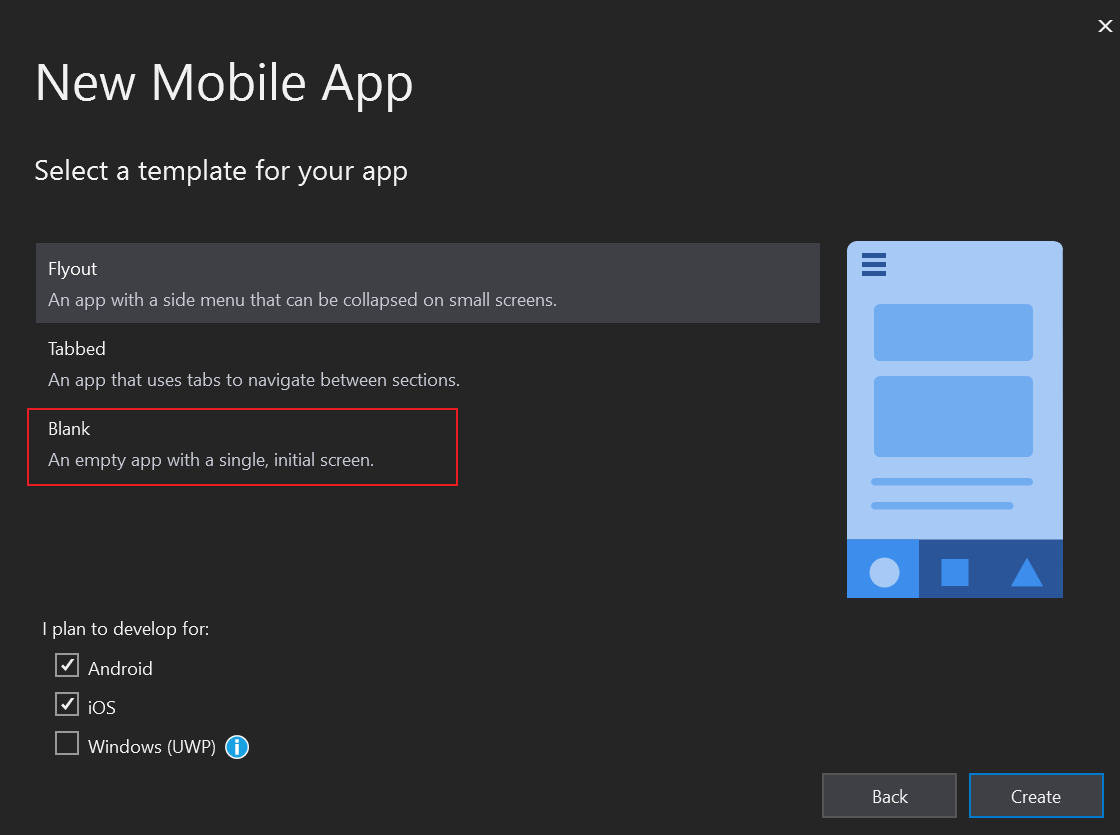 New Mobile App
Select a template for your app
Flyout
An app with a side menu that can be collapsed on small screens.
Tabbed
An app that uses tabs to navigate between sections.
Blank
An empty app with a single, initial screen.
I plan to develop for:
Android
iOS
Windows (UWP)
Back
Create